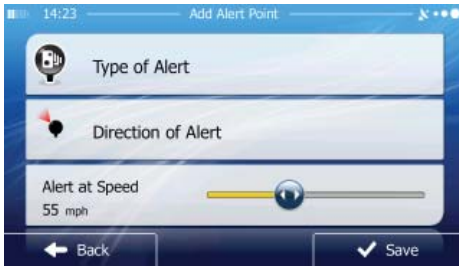 14:23 Add Alert Point
Type of Alert
Direction of Alert
Alert at Speed
55 mph
Back Save